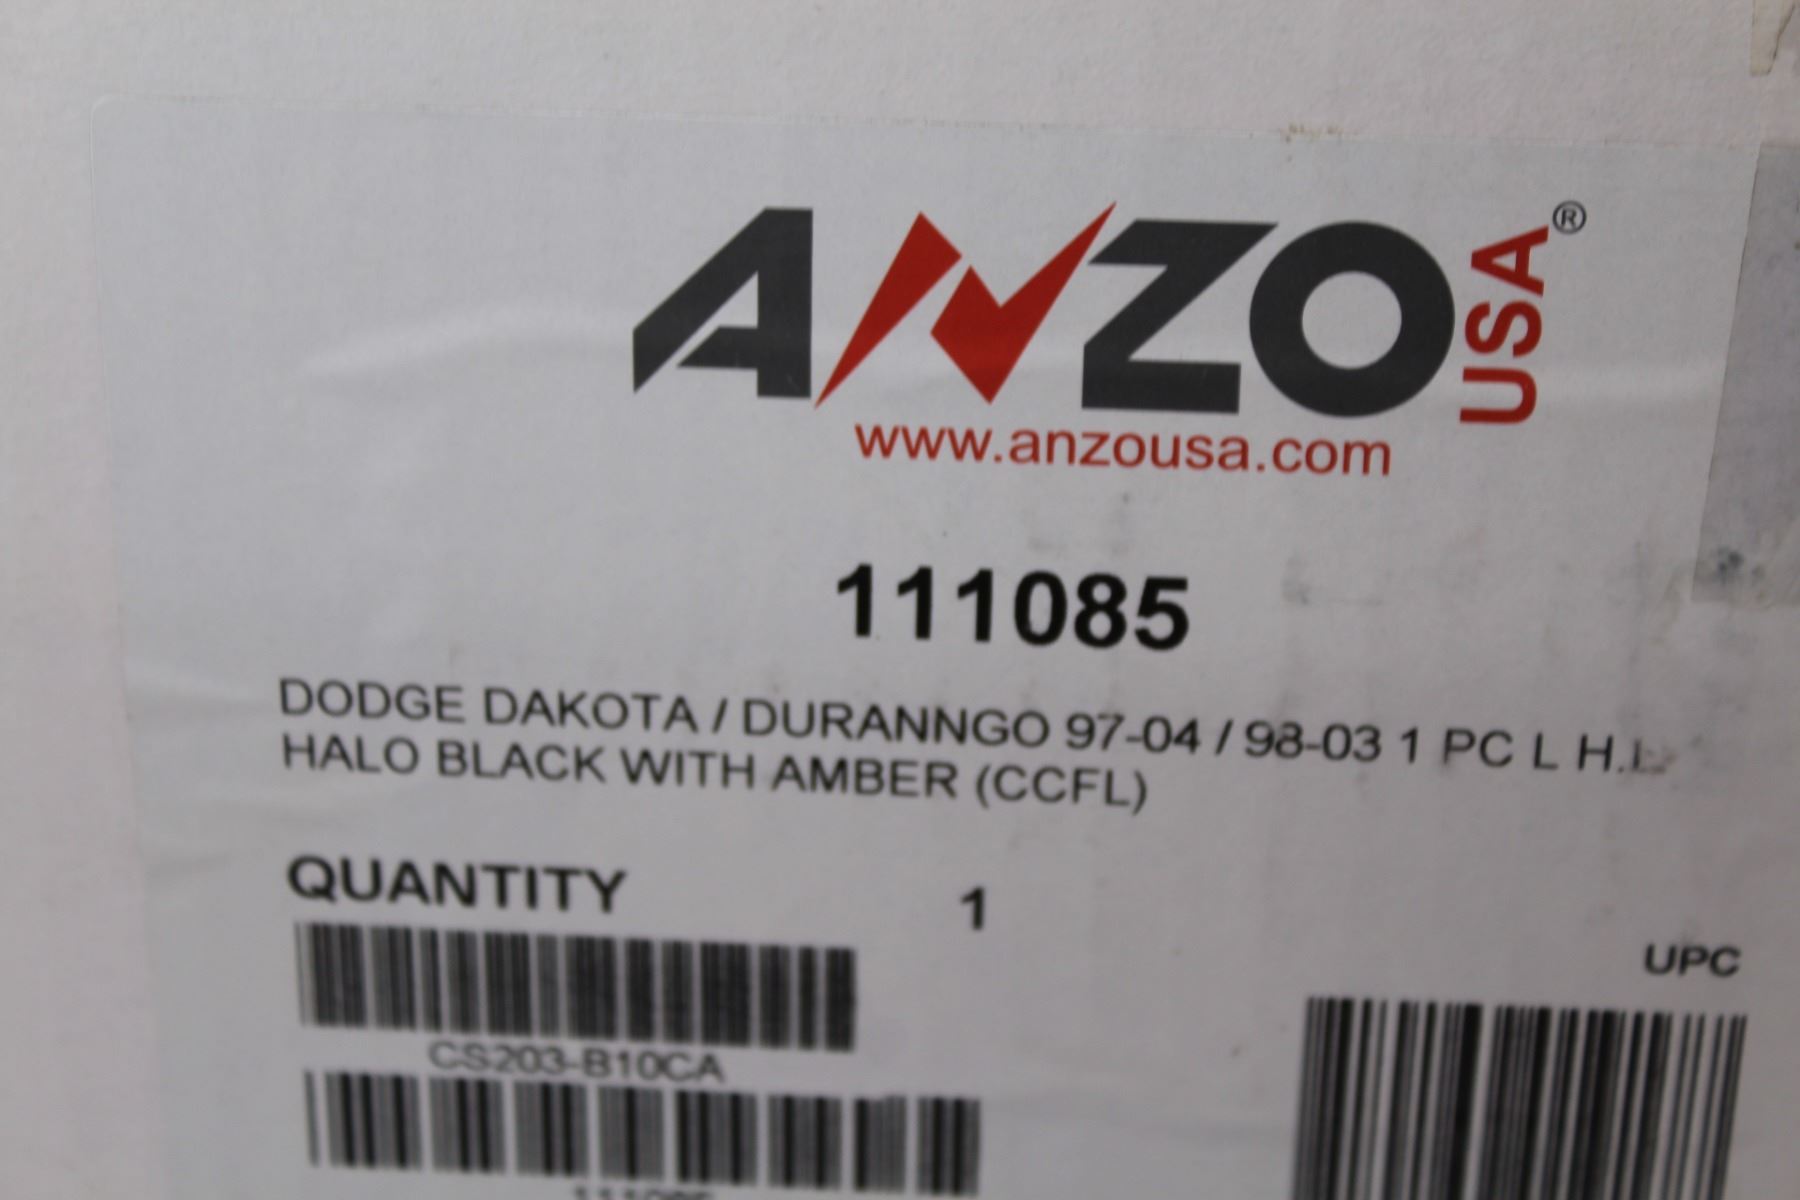 ANZO USA®
www.anzousa.com
111085
DODGE DAKOTA / DURANNGO 97-04 / 98-03 1 PC L H.L
HALO BLACK WITH AMBER (CCFL)
QUANTITY 1
UPC
CS203-B10CA
111085